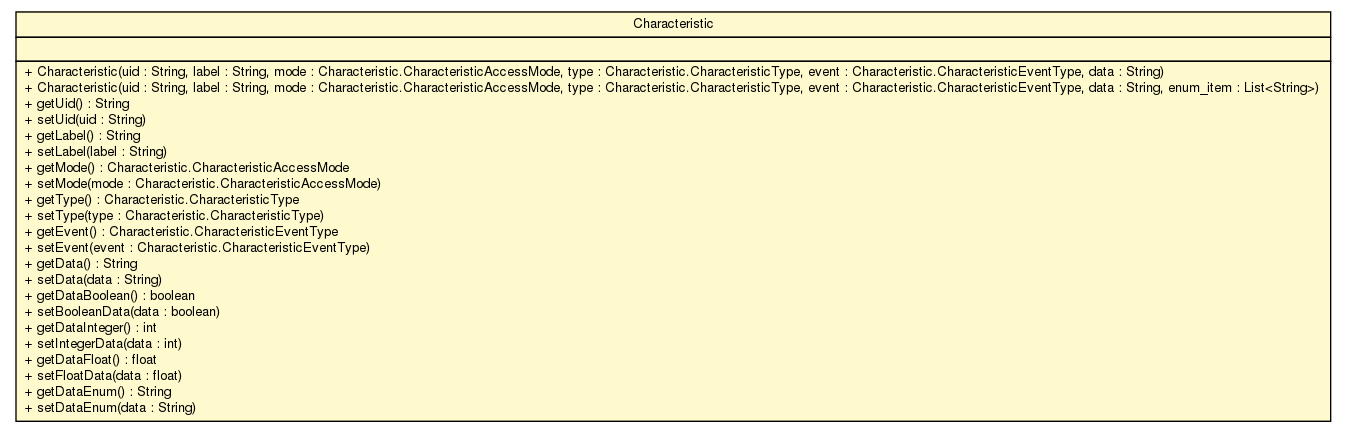 Characteristic
+ Characteristic(uid : String, label : String, mode : Characteristic.CharacteristicAccessMode, type : Characteristic.CharacteristicType, event : Characteristic.CharacteristicEventType, data : String)
+ Characteristic(uid : String, label : String, mode : Characteristic.CharacteristicAccessMode, type : Characteristic.CharacteristicType, event : Characteristic.CharacteristicEventType, data : String, enum_item : List<String>)
+ getUid() : String
+ setUid(uid : String)
+ getLabel() : String
+ setLabel(label : String)
+ getMode() : Characteristic.CharacteristicAccessMode
+ setMode(mode : Characteristic.CharacteristicAccessMode)
+ getType() : Characteristic.CharacteristicType
+ setType(type : Characteristic.CharacteristicType)
+ getEvent() : Characteristic.CharacteristicEventType
+ setEvent(event : Characteristic.CharacteristicEventType)
+ getData() : String
+ setData(data : String)
+ getDataBoolean() : boolean
+ setBooleanData(data : boolean)
+ getDataInteger() : int
+ setIntegerData(data : int)
+ getDataFloat() : float
+ setFloatData(data : float)
+ getDataEnum() : String
+ setDataEnum(data : String)